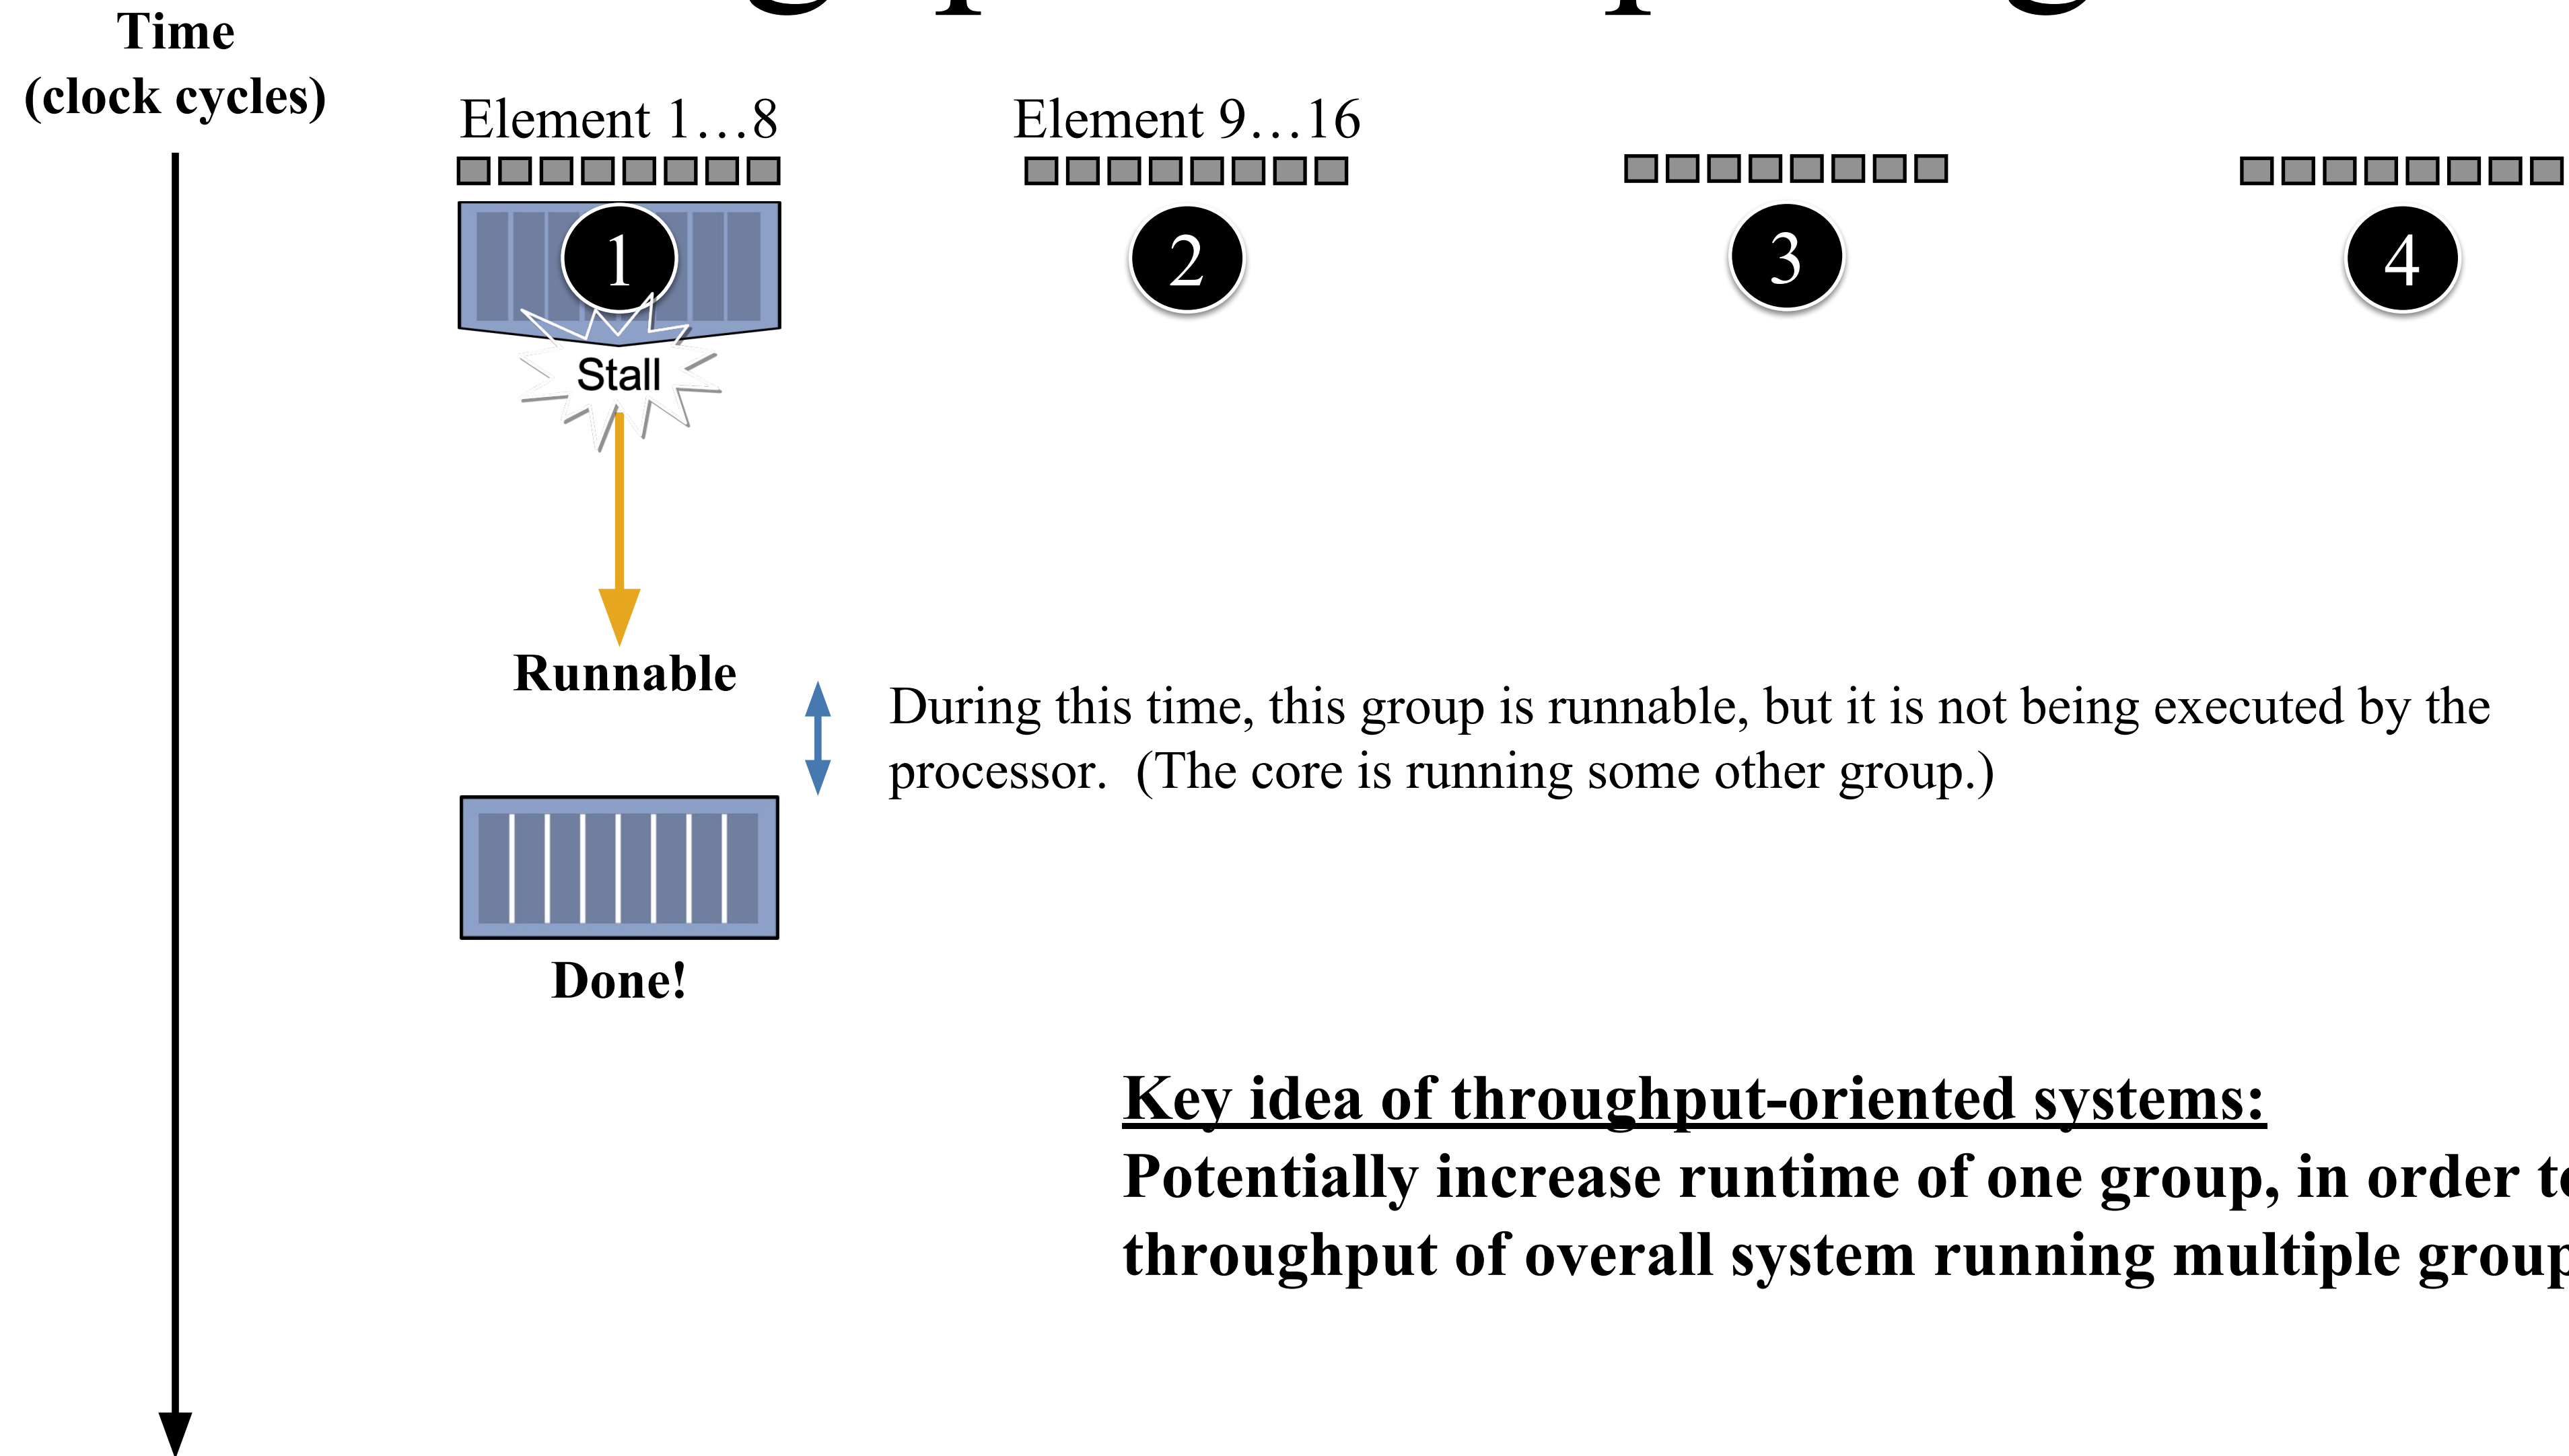 Time
(clock cycles)
Element 1…8
Element 9…16
1
2
3
4
Stall
Runnable
During this time, this group is runnable, but it is not being executed by the
processor. (The core is running some other group.)
Done!
Key idea of throughput-oriented systems:
Potentially increase runtime of one group, in order
throughput of overall system running multiple